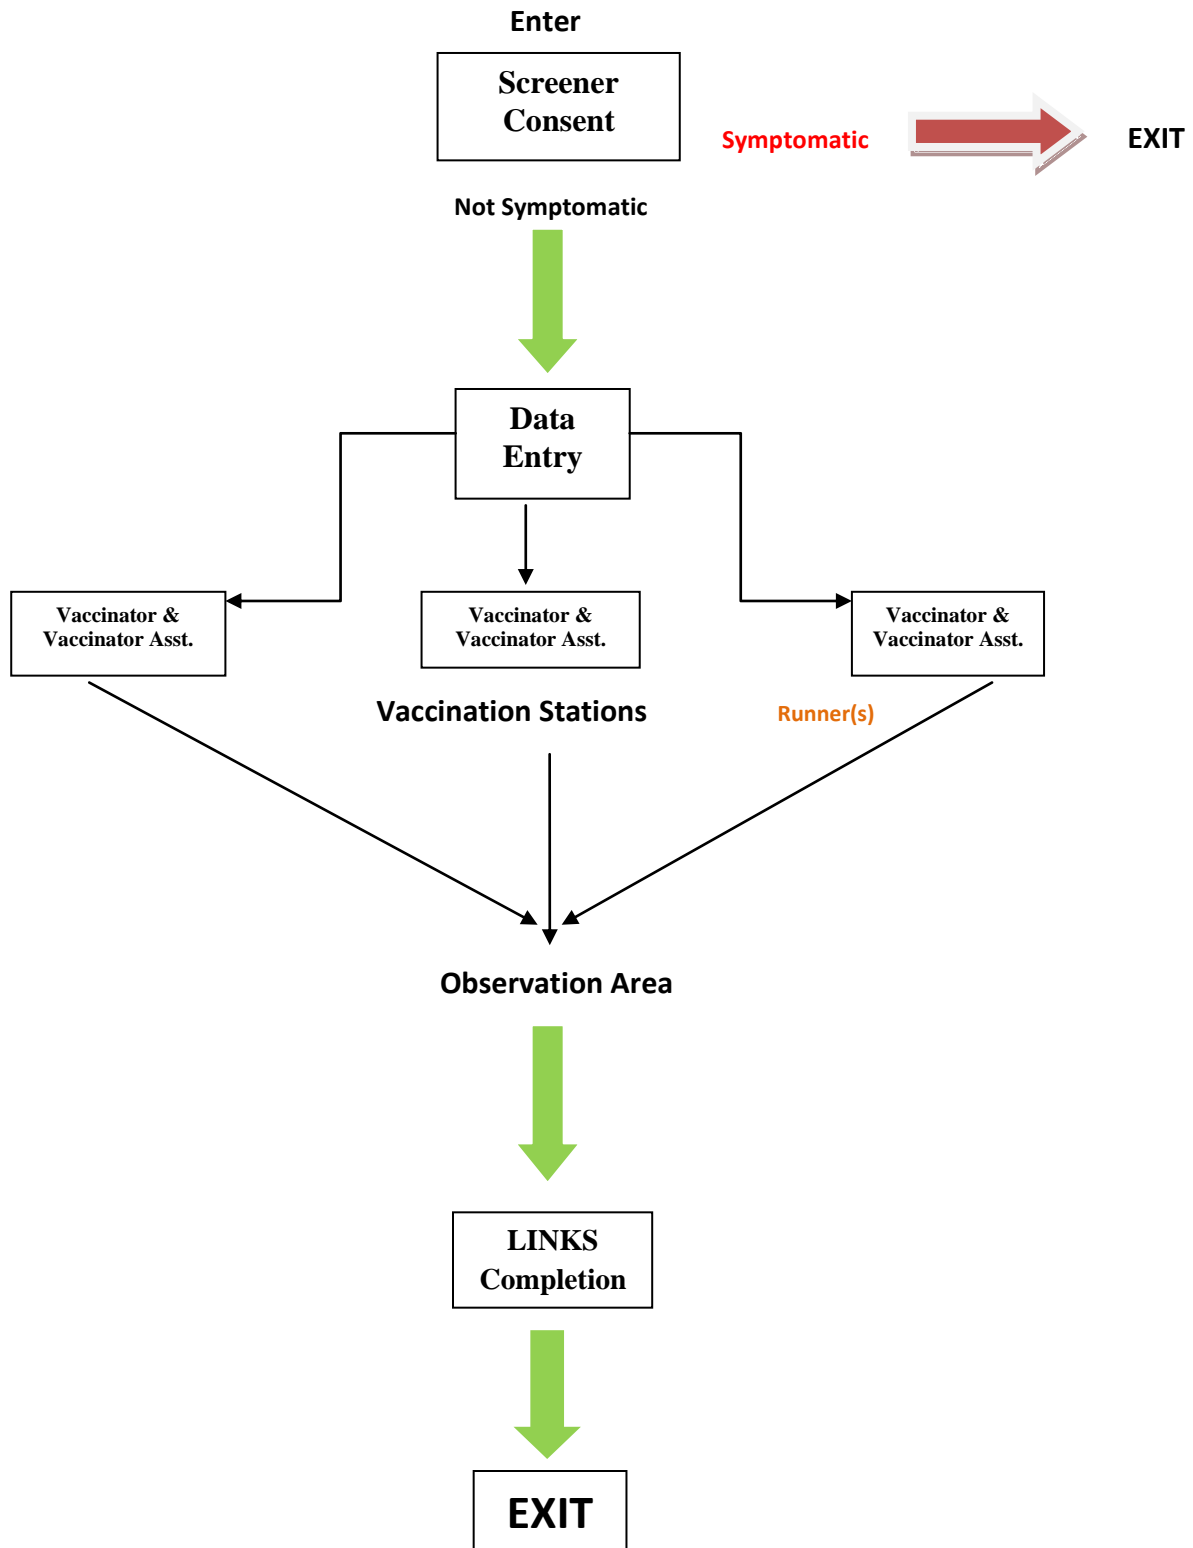 Enter
Screener
Consent
Symptomatic
EXIT
Not Symptomatic
Data
Entry
Vaccinator &
Vaccinator Asst.
Vaccinator &
Vaccinator Asst.
Vaccinator &
Vaccinator Asst.
Vaccination Stations
Runner(s)
Observation Area
LINKS
Completion
EXIT